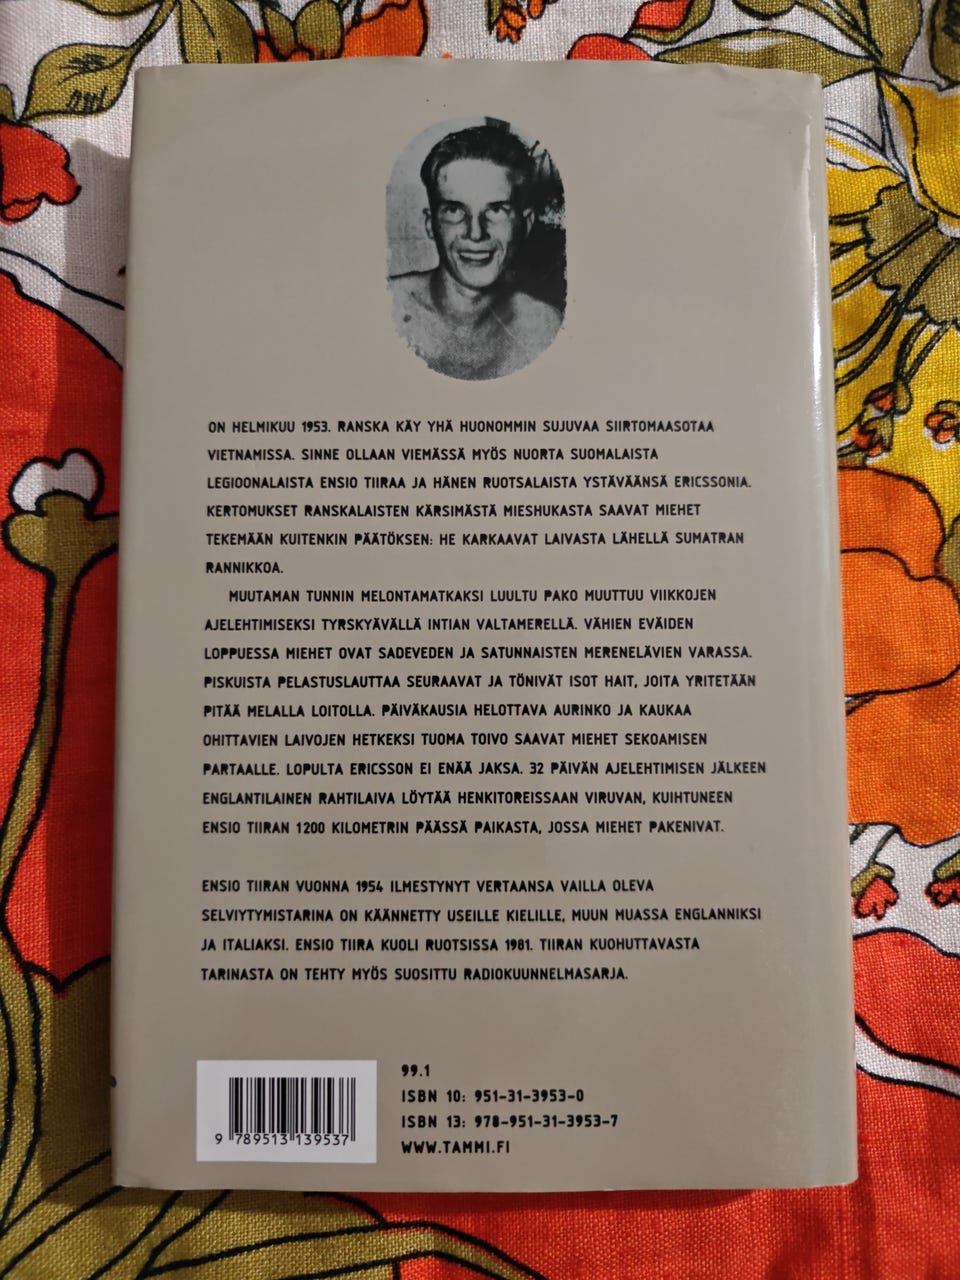 ON HELMIKUU 1953. RANSKA KÄY YHÄ HUONOMMIN SUJUVAA SIIRTOMAASOTAA
VIETNAMISSA. SINNE OLLAAN VIEMÄSSÄ MYÖS NUORTA SUOMALAISTA
LEGIOONALAISTA ENSIO TIIRAA JA HÄNEN RUOTSALAISTA YSTÄVÄÄNSÄ ERICSSONIA.
KERTOMUKSET RANSKALAISTEN KÄRSIMÄSTÄ MIESHUKASTA SAAVAT MIEHET
TEKEMÄÄN KUITENKIN PÄÄTÖKSEN: HE KARKAAVAT LAIVASTA LÄHELLÄ SUMATRAN
RANNIKKOA.
MUUTAMAN TUNNIN MELONTAMATKAKSI LUULTU PAKO MUUTTUU VIIKKOJEN
AJELEHTIMISEKSI TYRSKYÄVÄLLÄ INTIAN VALTAMERELLÄ. VÄHIEN EVÄIDEN
LOPPUESSA MIEHET OVAT SADEVEDEN JA SATUNNAISTEN MERENELÄVIEN VARASSA.
PISKUISTA PELASTUSLAUTTAA SEURAAVAT JA TÖNIVÄT ISOT HAIT, JOITA YRITETÄÄN
PITÄÄ MELALLA LOITOLLA. PÄIVÄKAUSIA HELOTTAVA AURINKO JA KAUKAA
OHITTAVIEN LAIVOJEN HETKEKSI TUOMA TOIVO SAAVAT MIEHET SEKOAMISEN
PARTAALLE. LOPULTA ERICSSON EI ENÄÄ JAKSA. 32 PÄIVÄN AJELEHTIMISEN JÄLKEEN
ENGLANTILAINEN RAHTILAIVA LÖYTÄÄ HENKITOREISSAAN VIRUVAN, KUIHTUNEEN
ENSIO TIIRAN 1200 KILOMETRIN PÄÄSSÄ PAIKASTA, JOSSA MIEHET PAKENIVAT.
ENSIO TIIRAN VUONNA 1954 ILMESTYNYT VERTAANSA VAILLA OLEVA
SELVIYTYMISTARINA ON KÄÄNNETTY USEILLE KIELILLE, MUUN MUASSA ENGLANNIKSI
JA ITALIAKSI. ENSIO TIIRA KUOLI RUOTSISSA 1981. TIIRAN KUOHUTTAVASTA
TARINASTA ON TEHTY MYÖS SUOSITTU RADIOKUUNNELMASARJA.
99.1
ISBN 10: 951-31-3953-0
ISBN 13: 978-951-31-3953-7
WWW.TAMMI.FI
9 789513 139537